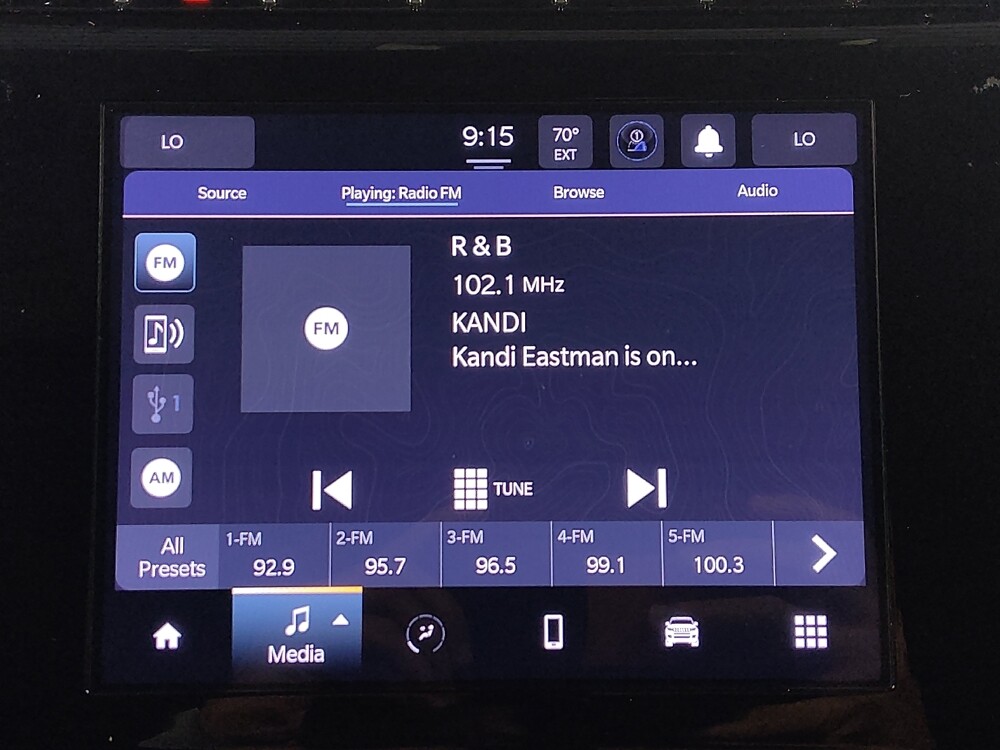 LO
9:15
70°
EXT
1
LO
Source
Playing: Radio FM
Browse
Audio
FM
FM
R & B
102.1 MHz
KANDI
Kandi Eastman is on...
1
AM
TUNE
All
Presets
1-FM
92.9
2-FM
95.7
3-FM
96.5
4-FM
99.1
5-FM
100.3
Media